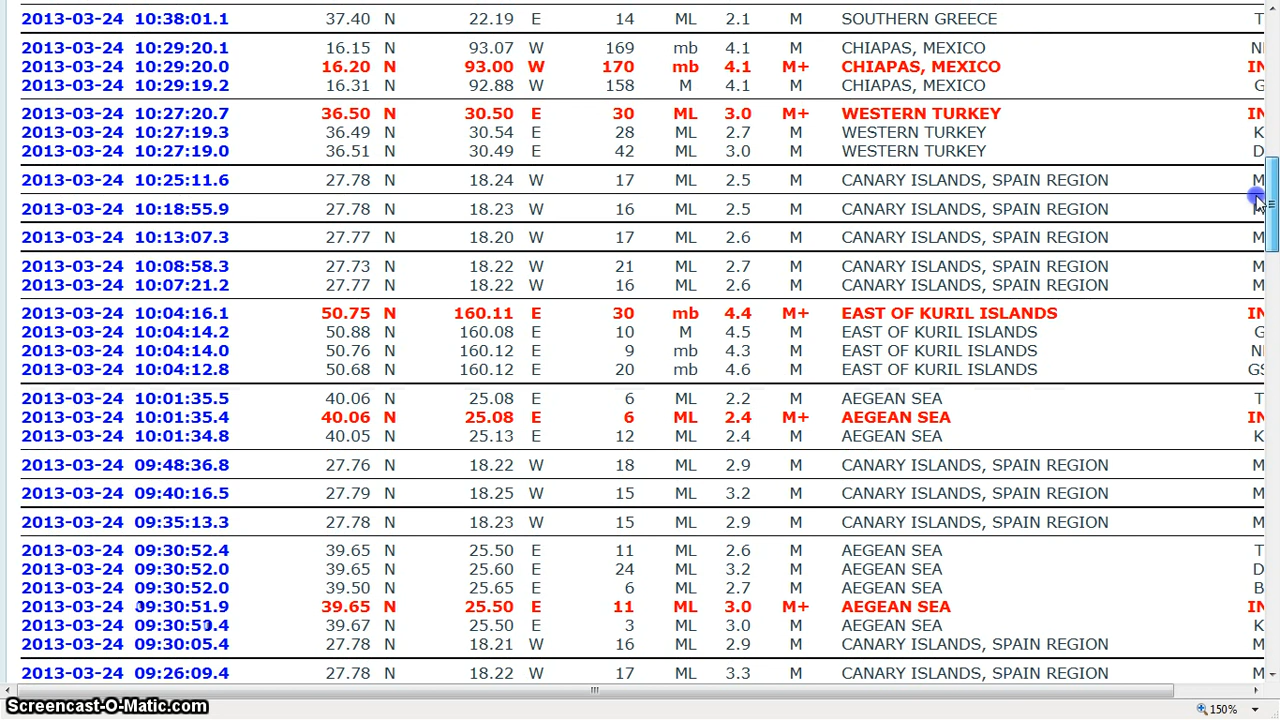 2013-03-24 10:38:01.1 37.40 N 22.19 E 14 ML 2.1 M SOUTHERN GREECE T
2013-03-24 10:29:20.1 16.15 N 93.07 W 169 mb 4.1 M CHIAPAS, MEXICO
2013-03-24 10:29:20.0 16.20 N 93.00 W 170 mb 4.1 M+ CHIAPAS, MEXICO IN
2013-03-24 10:29:19.2 16.31 N 92.88 W 158 M 4.1 M CHIAPAS, MEXICO G
2013-03-24 10:27:20.7 36.50 N 30.50 E 30 ML 3.0 M+ WESTERN TURKEY IN
2013-03-24 10:27:19.3 36.49 N 30.54 E 28 ML 2.7 M WESTERN TURKEY K
2013-03-24 10:27:19.0 36.51 N 30.49 E 42 ML 3.0 M WESTERN TURKEY D
2013-03-24 10:25:11.6 27.78 N 18.24 W 17 ML 2.5 M CANARY ISLANDS, SPAIN REGION M
2013-03-24 10:18:55.9 27.78 N 18.23 W 16 ML 2.5 M CANARY ISLANDS, SPAIN REGION
2013-03-24 10:13:07.3 27.77 N 18.20 W 17 ML 2.6 M CANARY ISLANDS, SPAIN REGION M
2013-03-24 10:08:58.3 27.73 N 18.22 W 21 ML 2.7 M CANARY ISLANDS, SPAIN REGION M
2013-03-24 10:07:21.2 27.77 N 18.22 W 16 ML 2.6 M CANARY ISLANDS, SPAIN REGION M
2013-03-24 10:04:16.1 50.75 N 160.11 E 30 mb 4.4 M+ EAST OF KURIL ISLANDS IN
2013-03-24 10:04:14.2 50.88 N 160.08 E 10 M 4.5 M EAST OF KURIL ISLANDS G
2013-03-24 10:04:14.0 50.76 N 160.12 E 9 mb 4.3 M EAST OF KURIL ISLANDS
2013-03-24 10:04:12.8 50.68 N 160.12 E 20 mb 4.6 M EAST OF KURIL ISLANDS GS
2013-03-24 10:01:35.5 40.06 N 25.08 E 6 ML 2.2 M AEGEAN SEA T
2013-03-24 10:01:35.4 40.06 N 25.08 E 6 ML 2.4 M+ AEGEAN SEA IN
2013-03-24 10:01:34.8 40.05 N 25.13 E 12 ML 2.4 M AEGEAN SEA K
2013-03-24 09:48:36.8 27.76 N 18.22 W 18 ML 2.9 M CANARY ISLANDS, SPAIN REGION M
2013-03-24 09:40:16.5 27.79 N 18.25 W 15 ML 3.2 M CANARY ISLANDS, SPAIN REGION M
2013-03-24 09:35:13.3 27.78 N 18.23 W 15 ML 2.9 M CANARY ISLANDS, SPAIN REGION M
2013-03-24 09:30:52.4 39.65 N 25.50 E 11 ML 2.6 M AEGEAN SEA T
2013-03-24 09:30:52.0 39.65 N 25.60 E 24 ML 3.2 M AEGEAN SEA D
2013-03-24 09:30:52.0 39.50 N 25.65 E 6 ML 2.7 M AEGEAN SEA B
2013-03-24 09:30:51.9 39.65 N 25.50 E 11 ML 3.0 M+ AEGEAN SEA IN
2013-03-24 39.67 N 25.50 E 3 ML 3.0 M AEGEAN SEA K
2013-03-24 09:30:05.4 27.78 N 18.21 W 16 ML 2.9 M CANARY ISLANDS, SPAIN REGION M
2013-03-24 09:26:09.4 27.78 N 18.22 W 17 ML 3.3 M CANARY ISLANDS, SPAIN REGION M
Screencast-O-Matic.com 150%